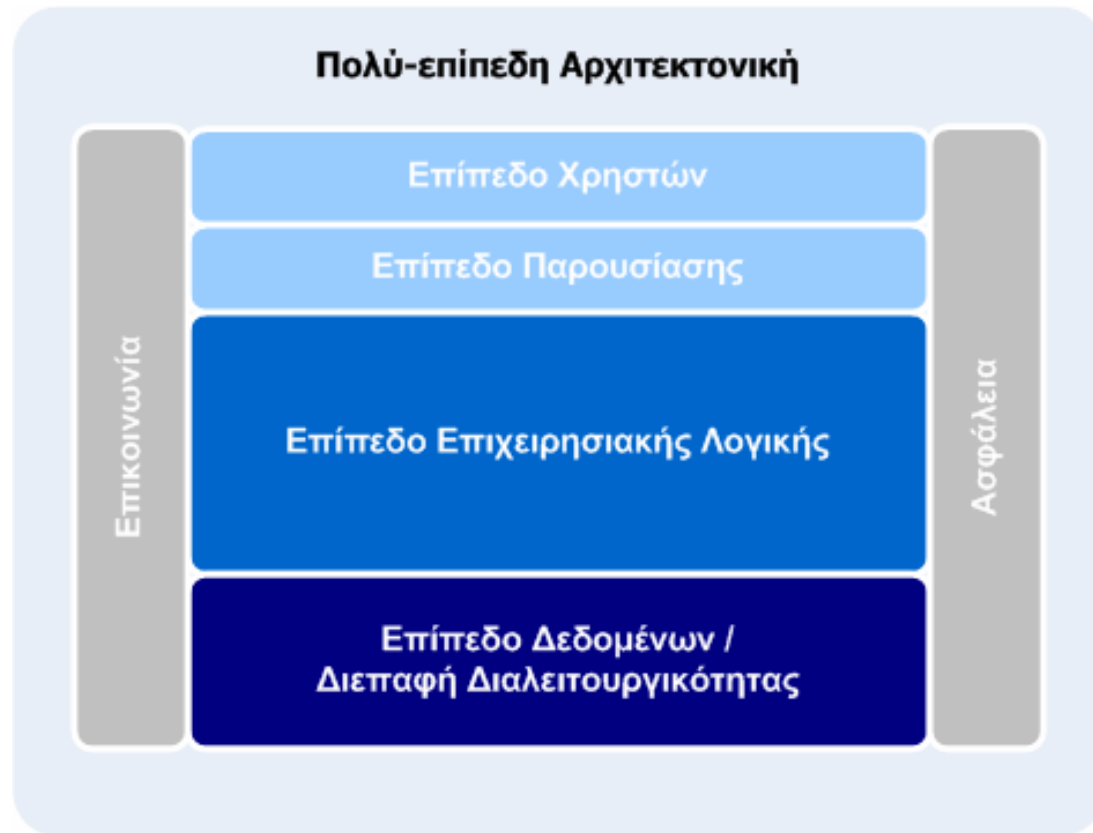 Πολύ-επίπεδη Αρχιτεκτονική
Επίπεδο Χρηστών
Επίπεδο Παρουσίασης
Επικοινωνία
Επίπεδο Επιχειρησιακής Λογικής
Ασφάλεια
Επίπεδο Δεδομένων /
Διεπαφή Διαλειτουργικότητας